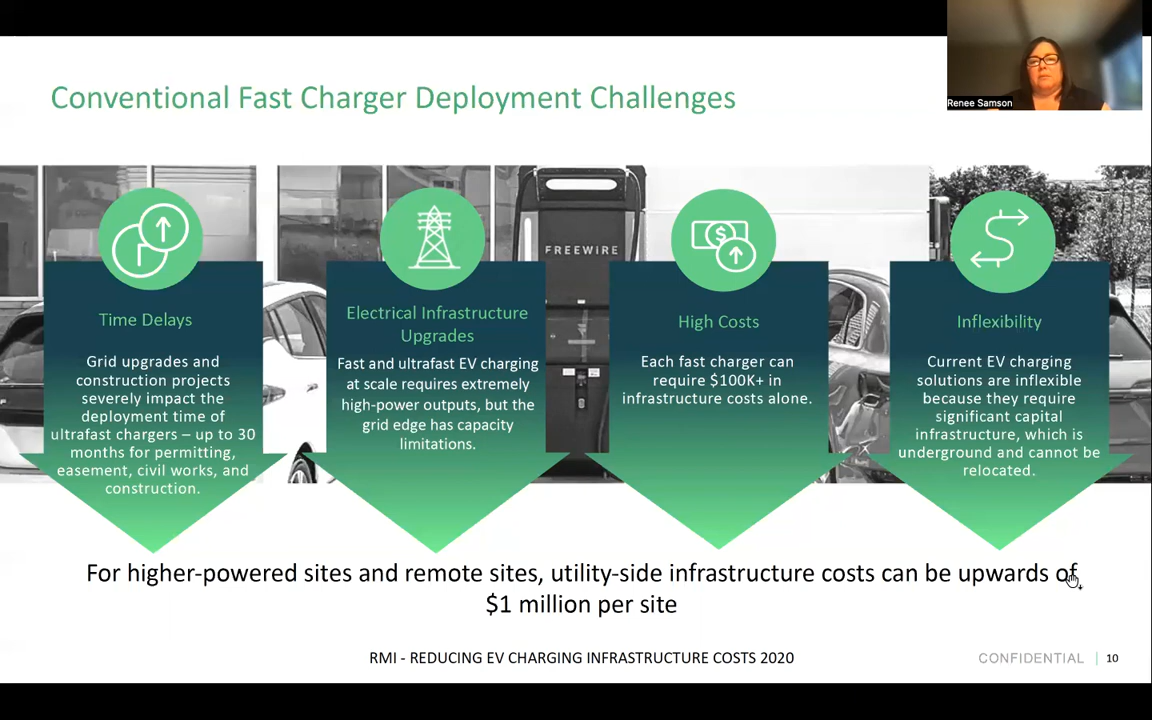 Conventional Fast Charger Deployment Challenges
Renee Samson
FREEWIRE
Time Delays
Grid upgrades and
construction projects
severely impact the
deployment time of
ultrafast chargers – up to 30
months for permitting,
easement, civil works, and
construction.
Electrical Infrastructure
Upgrades
Fast and ultrafast EV charging
at scale requires extremely
high-power outputs, but the
grid edge has capacity
limitations.
High Costs
Each fast charger can
require $100K+ in
infrastructure costs alone.
Inflexibility
Current EV charging
solutions are inflexible
because they require
significant capital
infrastructure, which is
underground and cannot be
relocated.
For higher-powered sites and remote sites, utility-side infrastructure costs can be upwards of
$1 million per site
RMI - REDUCING EV CHARGING INFRASTRUCTURE COSTS 2020
CONFIDENTIAL | 10